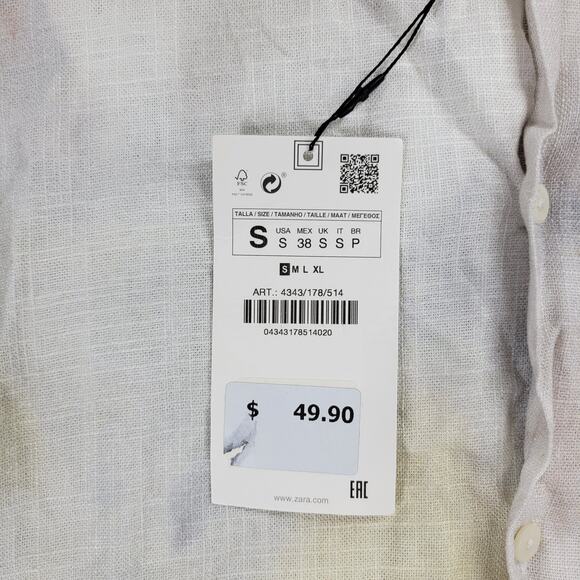 FSC
TALLA / SIZE / TAMANHO / TAILLE / MAAT / ΜΕΓΕΘΟΣ
S
USA MEX UK IT BR
S 38 S S P
S M L XL
ART.: 4343/178/514
04343178514020
$ 49.90
EAC
www.zara.com